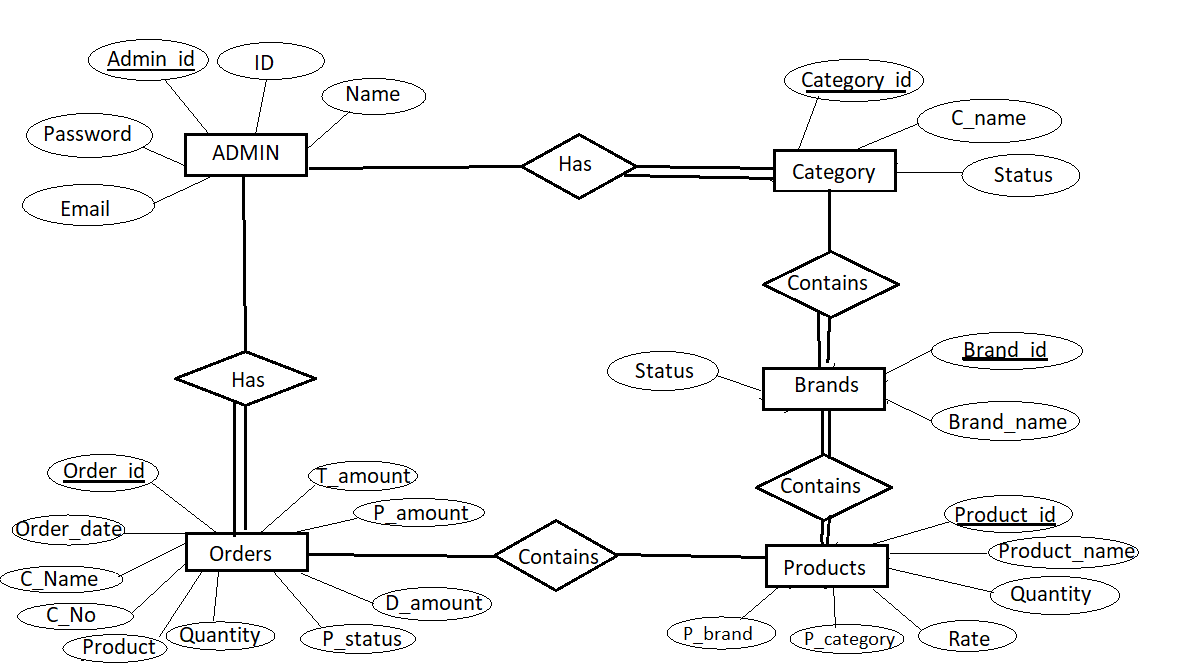 Admin_id
ID
Name
Password
ADMIN
Email
Has
Category_id
C_name
Category
Status
Contains
Status
Brands
Brand_id
Brand_name
Contains
Has
Order_id
T_amount
P_amount
Order_date
Orders
C_Name
C_No
Product
Quantity
P_status
D_amount
Contains
Product_id
Products
Product_name
Quantity
P_brand
P_category
Rate